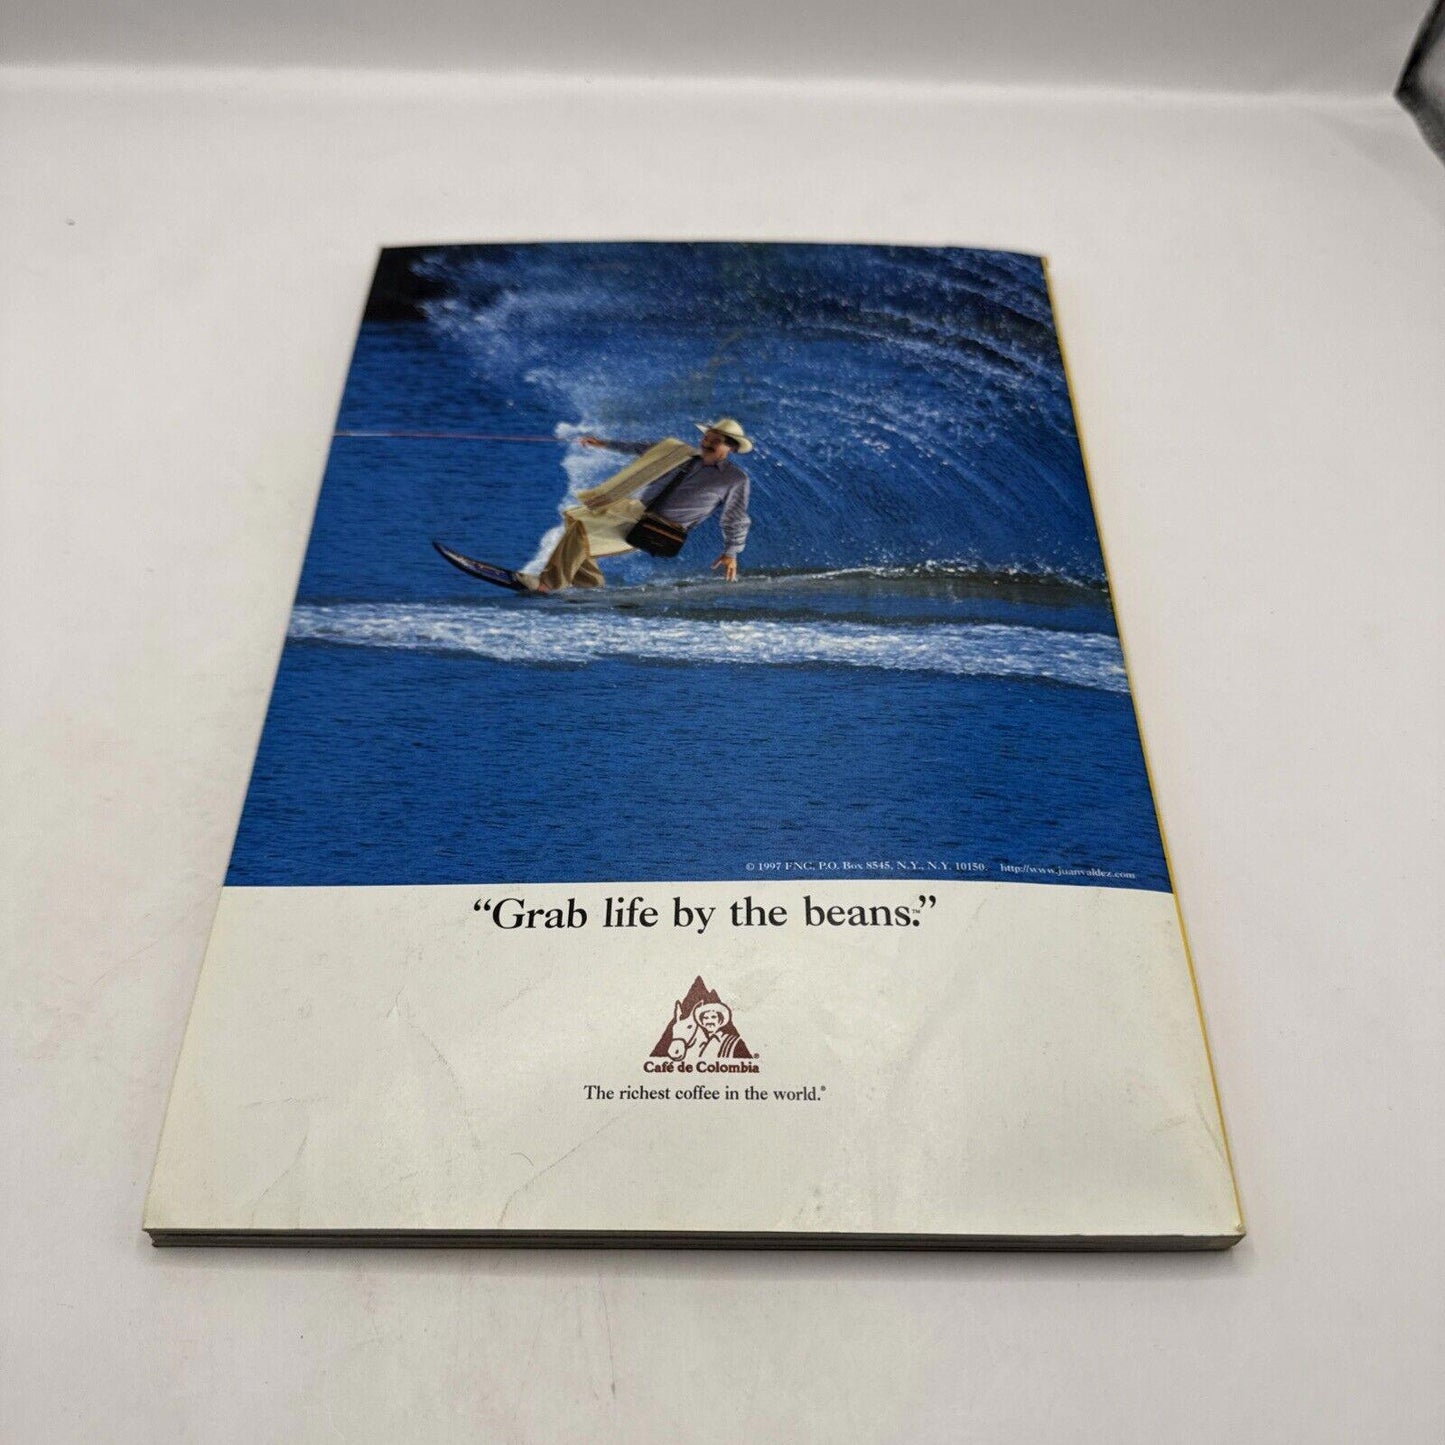 © 1997 FNC, P.O. Box 8545, N.Y., N.Y. 10150 http://www.juanvaldez.com
“Grab life by the beans.”™
Café de Colombia®
The richest coffee in the world.®